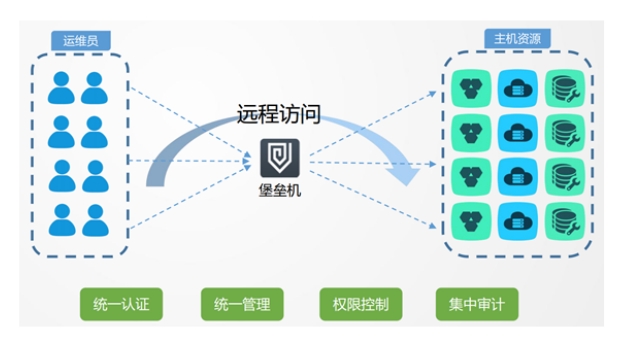 运维员
主机资源
远程访问
堡垒机
统一认证
统一管理
权限控制
集中审计